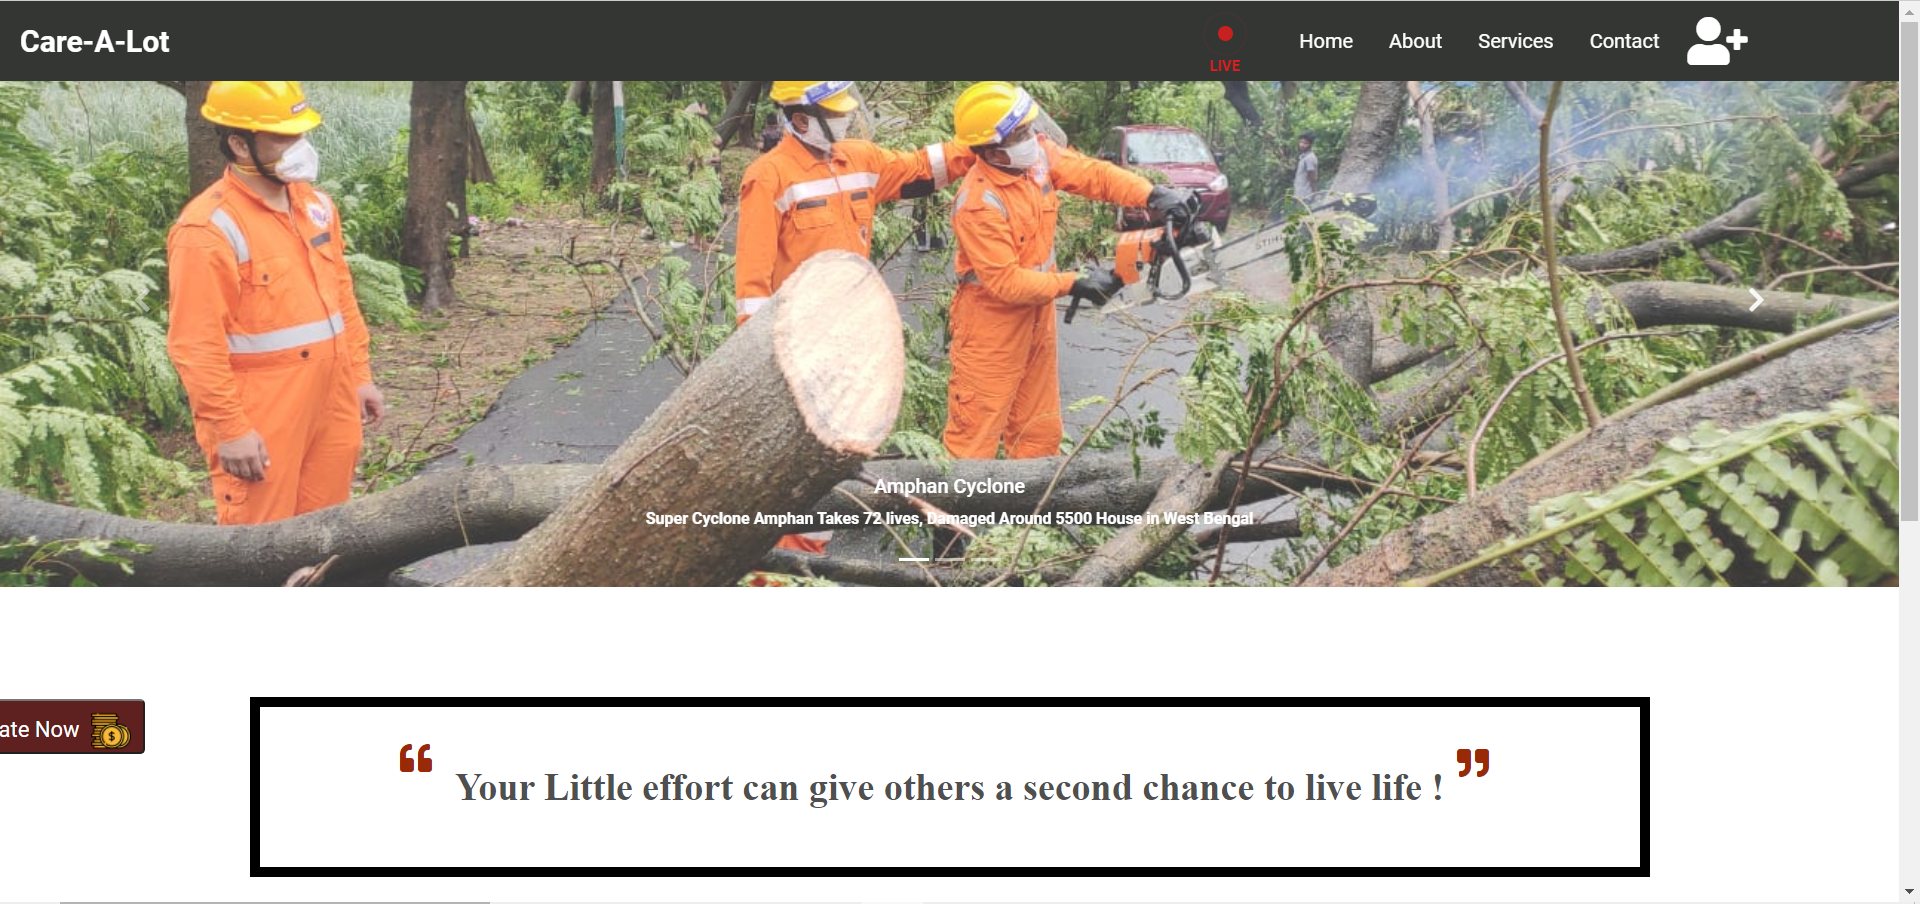 Care-A-Lot
LIVE
Home About Services Contact
STIHL
Amphan Cyclone
Super Cyclone Amphan Takes 72 lives, Damaged Around 5500 House in West Bengal
ate Now
“ Your Little effort can give others a second chance to live life ! ”